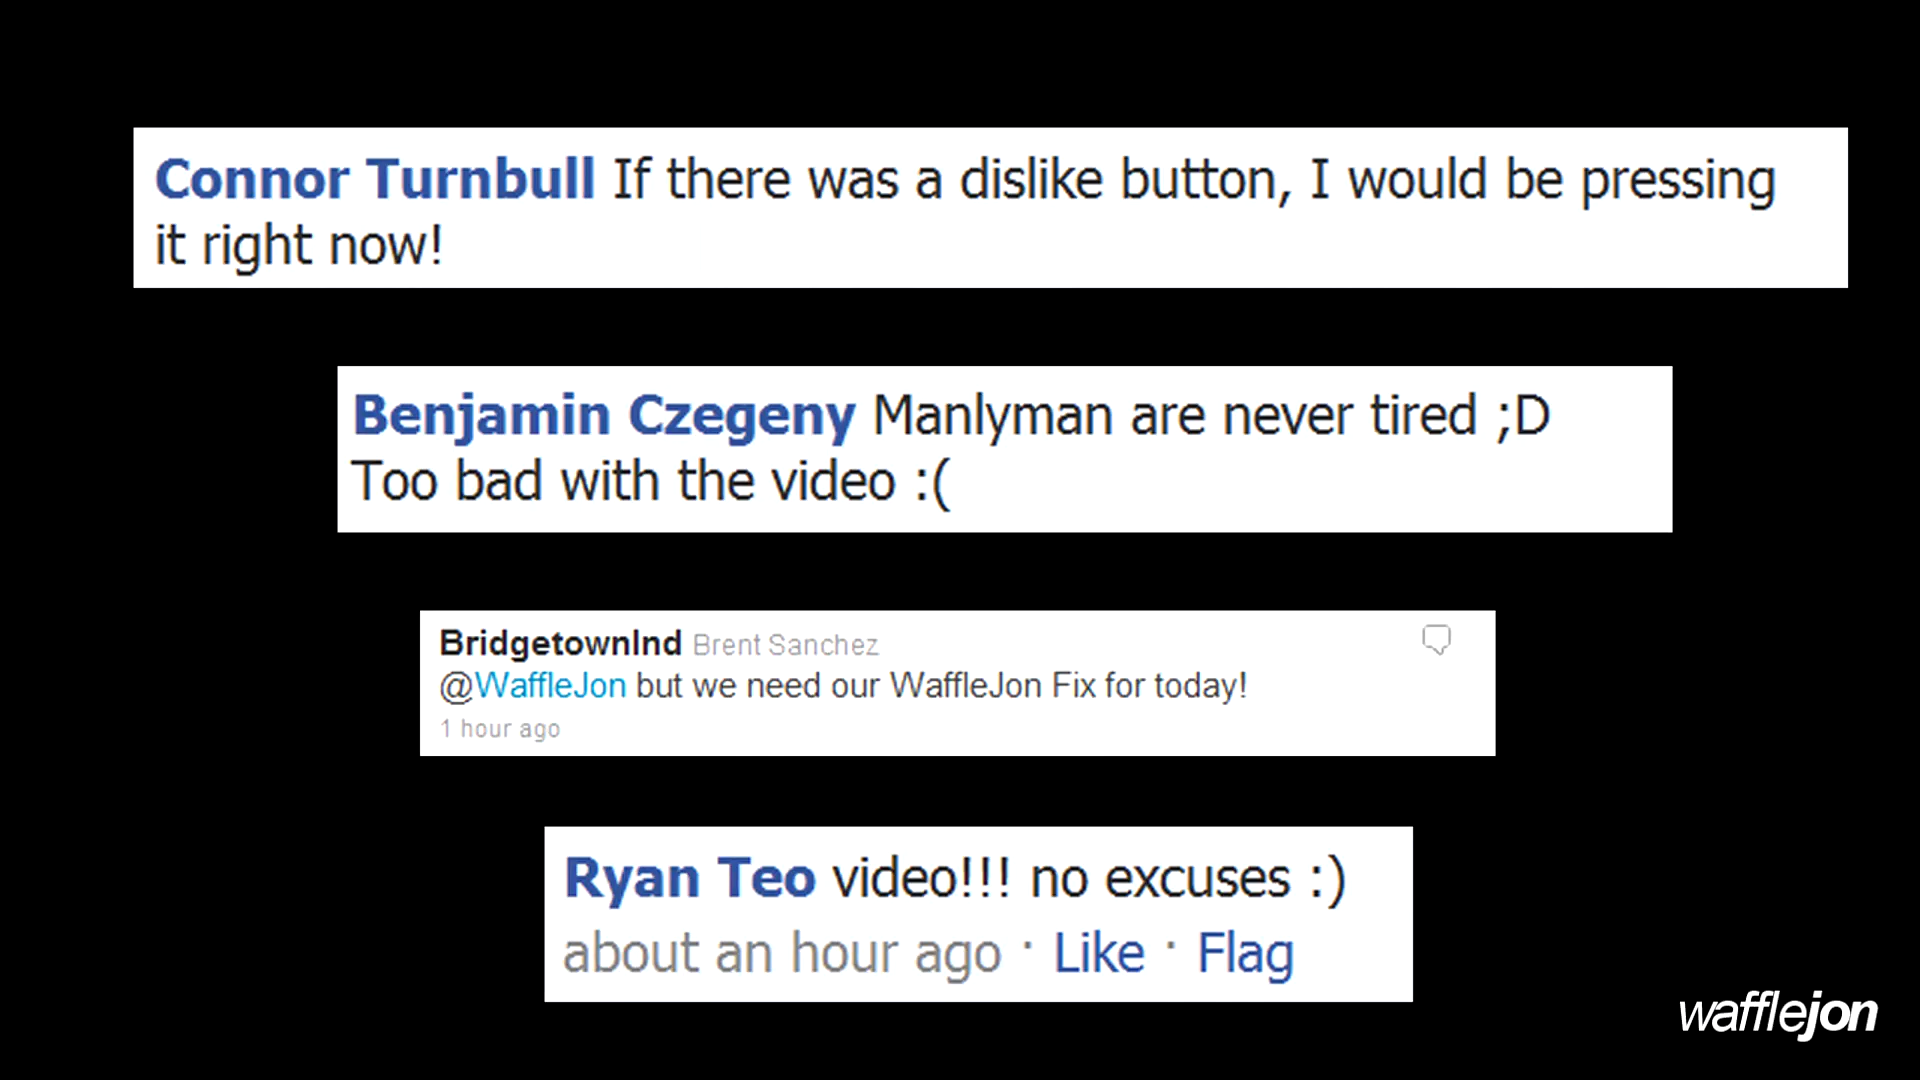 Connor Turnbull If there was a dislike button, I would be pressing
it right now!
Benjamin Czegeny Manlyman are never tired ;D
Too bad with the video :(
BridgetownInd Brent Sanchez
@WaffleJon but we need our WaffleJon Fix for today!
1 hour ago
Ryan Teo video!!! no excuses :)
about an hour ago · Like · Flag
wafflejon